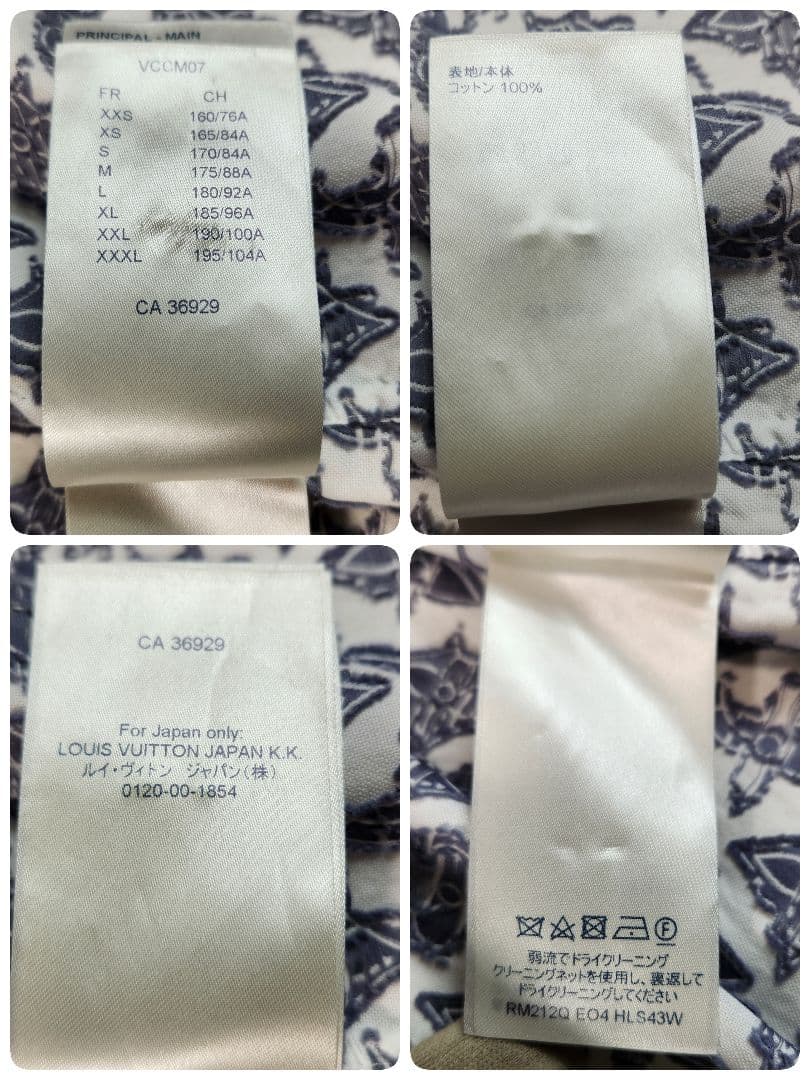 PRINCIPAL - MAIN
VCCM07
FR CH
XXS 160/76A
XS 165/84A
S 170/84A
M 175/88A
L 180/92A
XL 185/96A
XXL 190/100A
XXXL 195/104A
CA 36929
表地/本体
コットン 100%
CA 36929
For Japan only:
LOUIS VUITTON JAPAN K.K.
ルイ・ヴィトン ジャパン(株)
0120-00-1854
F
弱流でドライクリーニング
クリーニングネットを使用し、裏返して
ドライクリーニングしてください
RM212Q EO4 HLS43W